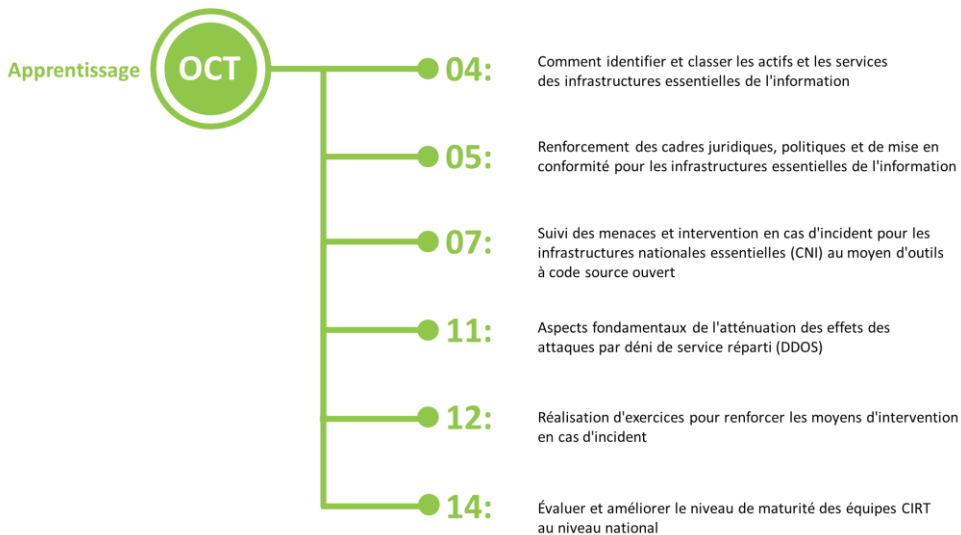 Apprentissage
OCT
04:
Comment identifier et classer les actifs et les services
des infrastructures essentielles de l'information
05:
Renforcement des cadres juridiques, politiques et de mise en
conformité pour les infrastructures essentielles de l'information
07:
Suivi des menaces et intervention en cas d'incident pour les
infrastructures nationales essentielles (CNI) au moyen d'outils
à code source ouvert
11:
Aspects fondamentaux de l'atténuation des effets des
attaques par déni de service réparti (DDOS)
12:
Réalisation d'exercices pour renforcer les moyens d'intervention
en cas d'incident
14:
Évaluer et améliorer le niveau de maturité des équipes CIRT
au niveau national